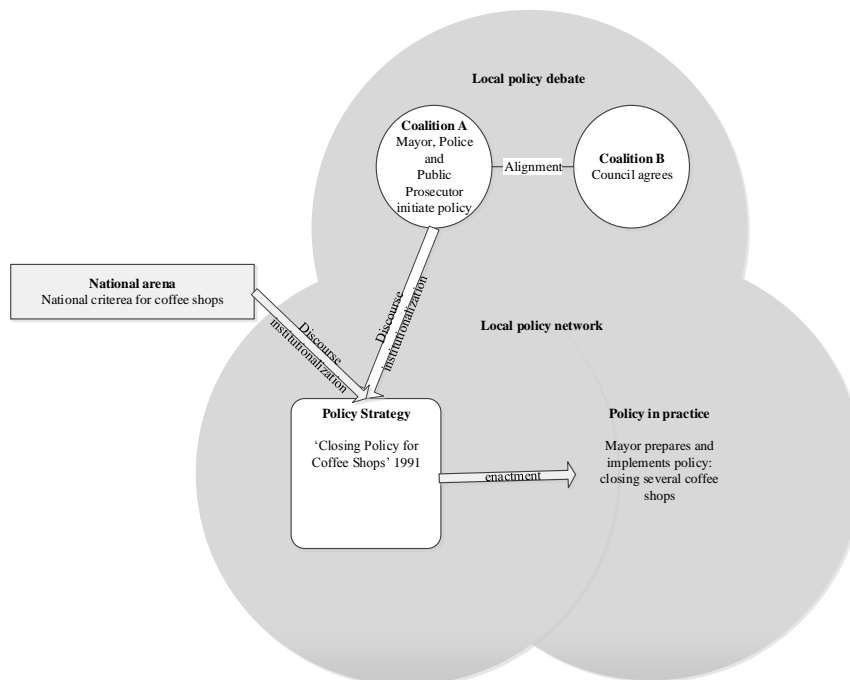 Local policy debate
Coalition A
Mayor, Police
and
Public
Prosecutor
initiate policy
Alignment
Coalition B
Council agrees
National arena
National criterea for coffee shops
Discourse
institutionalization
Discourse
institutionalization
Local policy network
Policy Strategy
‘Closing Policy for
Coffee Shops’ 1991
enactment
Policy in practice
Mayor prepares and
implements policy:
closing several coffee
shops